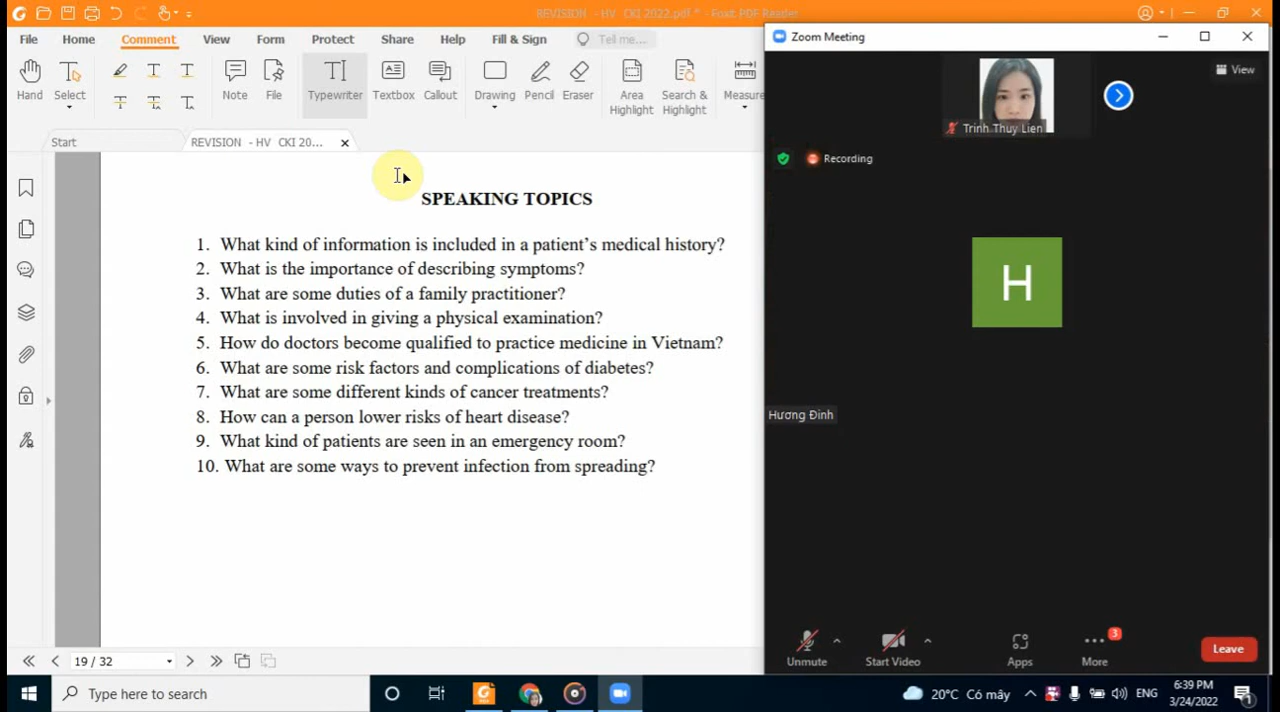 REVISION - HV CKI 2022.pdf * - Foxit PDF Reader
File Home Comment View Form Protect Share Help Fill & Sign Tell me...
Hand Select Note File Typewriter Textbox Callout Drawing Pencil Eraser Area Highlight Search & Highlight Measure
Start REVISION - HV CKI 20...
SPEAKING TOPICS
1. What kind of information is included in a patient's medical history?
2. What is the importance of describing symptoms?
3. What are some duties of a family practitioner?
4. What is involved in giving a physical examination?
5. How do doctors become qualified to practice medicine in Vietnam?
6. What are some risk factors and complications of diabetes?
7. What are some different kinds of cancer treatments?
8. How can a person lower risks of heart disease?
9. What kind of patients are seen in an emergency room?
10. What are some ways to prevent infection from spreading?
19 / 32
Zoom Meeting
View
Trinh Thuy Lien
Recording
H
Hương Đinh
Unmute Start Video Apps More 3 Leave
Type here to search
20°C Có mây ENG 6:39 PM
3/24/2022 1